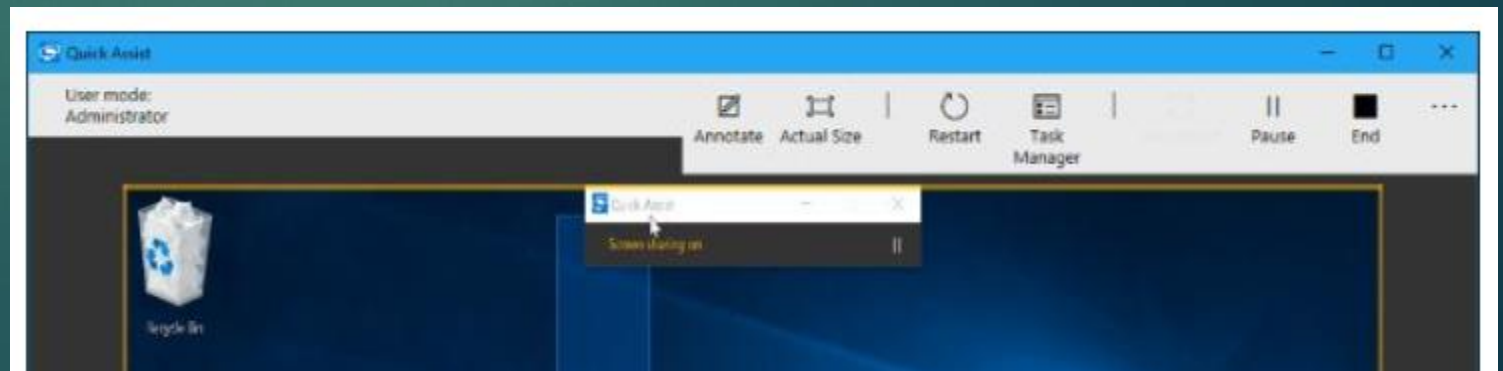 Quick Assist
User mode:
Administrator
Annotate
Actual Size
Restart
Task
Manager
Pause
End
Quick Assist
Screen sharing on
Recycle Bin